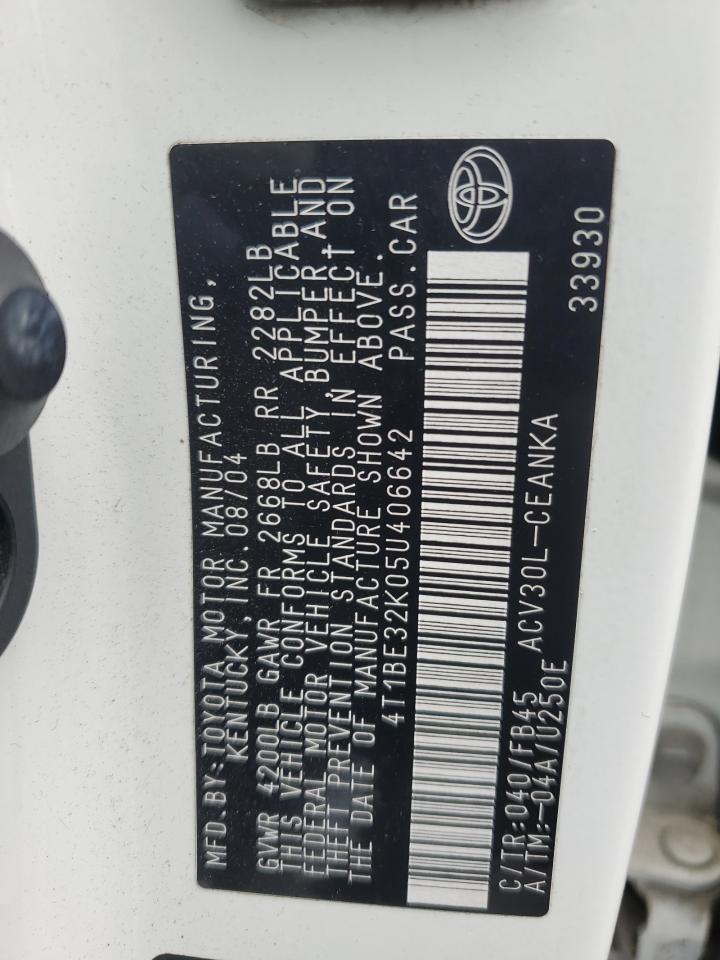 MFD.BY:TOYOTA MOTOR MANUFACTURING,
KENTUCKY,INC.08/04
GVWR 4200LB GAWR FR 2668LB RR 2282LB
THIS VEHICLE CONFORMS TO ALL APPLICABLE
FEDERAL MOTOR VEHICLE SAFETY,BUMPER,AND
THEFT PREVENTION STANDARDS IN EFFECT ON
THE DATE OF MANUFACTURE SHOWN ABOVE.
4T1BE32K05U406642 PASS.CAR
C/TR:040/FB45 ACV30L-CEANKA
A/TM:-04A/U250E 33930